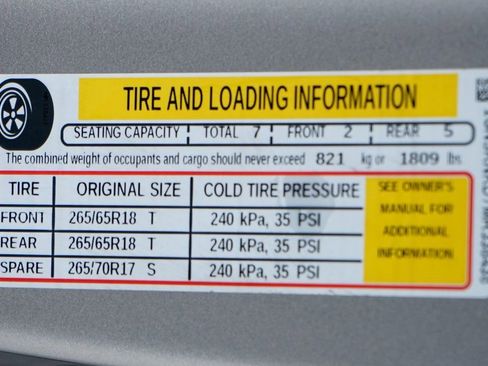 TIRE AND LOADING INFORMATION
SEATING CAPACITY TOTAL 7 FRONT 2 REAR 5
The combined weight of occupants and cargo should never exceed 821 kg or 1809 lbs.
TIRE ORIGINAL SIZE COLD TIRE PRESSURE SEE OWNER'S
MANUAL FOR
FRONT 265/65R18 T 240 kPa, 35 PSI
ADDITIONAL
REAR 265/65R18 T 240 kPa, 35 PSI
INFORMATION
SPARE 265/70R17 S 240 kPa, 35 PSI